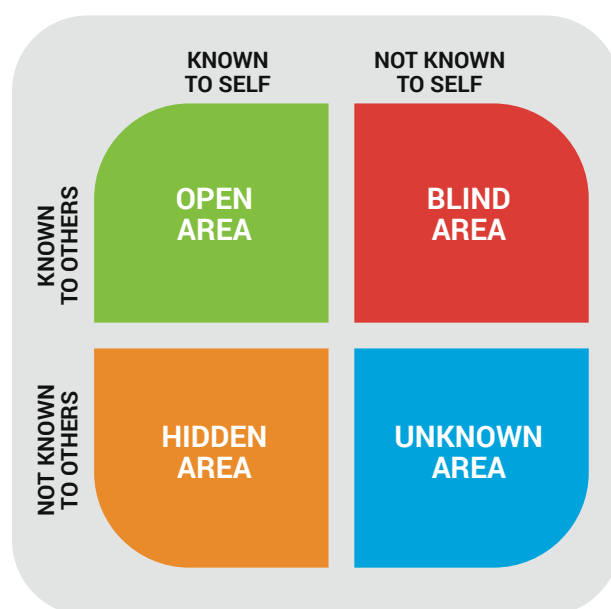 KNOWN
TO SELF
NOT KNOWN
TO SELF
KNOWN
TO OTHERS
OPEN
AREA
BLIND
AREA
NOT KNOWN
TO OTHERS
HIDDEN
AREA
UNKNOWN
AREA